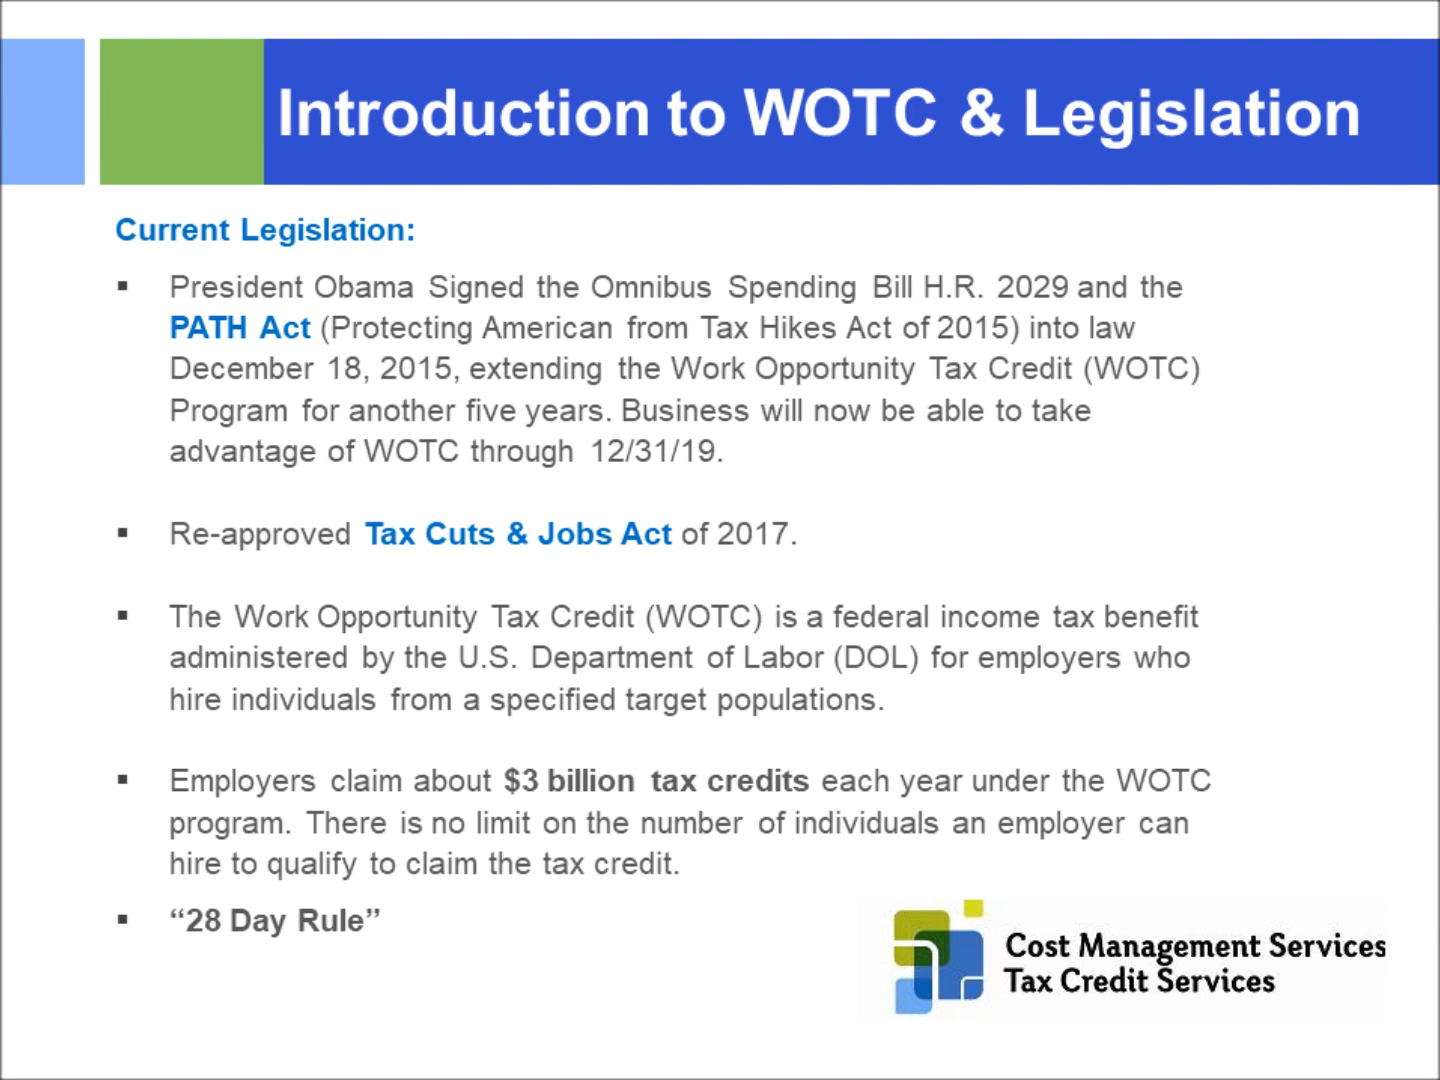 Introduction to WOTC & Legislation
Current Legislation:
▪ President Obama Signed the Omnibus Spending Bill H.R. 2029 and the
PATH Act (Protecting American from Tax Hikes Act of 2015) into law
December 18, 2015, extending the Work Opportunity Tax Credit (WOTC)
Program for another five years. Business will now be able to take
advantage of WOTC through 12/31/19.
▪ Re-approved Tax Cuts & Jobs Act of 2017.
▪ The Work Opportunity Tax Credit (WOTC) is a federal income tax benefit
administered by the U.S. Department of Labor (DOL) for employers who
hire individuals from a specified target populations.
▪ Employers claim about $3 billion tax credits each year under the WOTC
program. There is no limit on the number of individuals an employer can
hire to qualify to claim the tax credit.
▪ “28 Day Rule”
Cost Management Services
Tax Credit Services